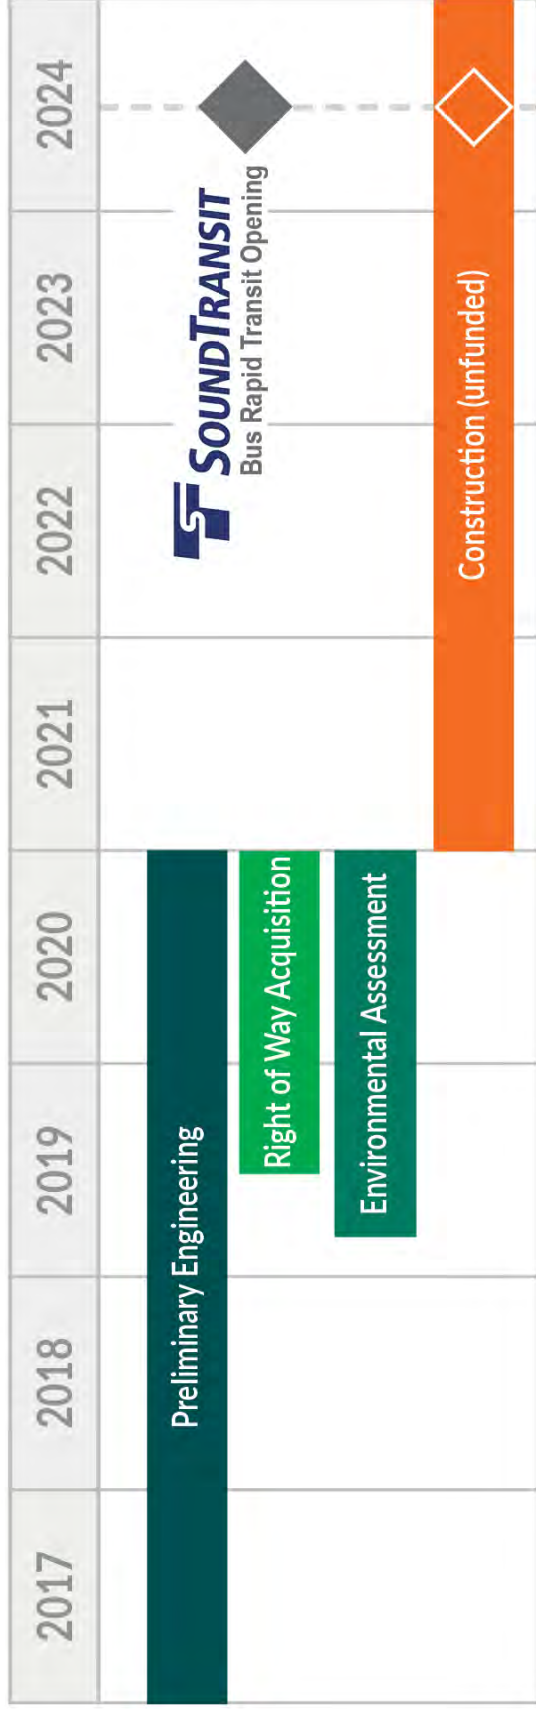 2017
2018
2019
2020
2021
2022
2023
2024
Preliminary Engineering
Right of Way Acquisition
Environmental Assessment
ST SOUNDTRANSIT
Bus Rapid Transit Opening
Construction (unfunded)